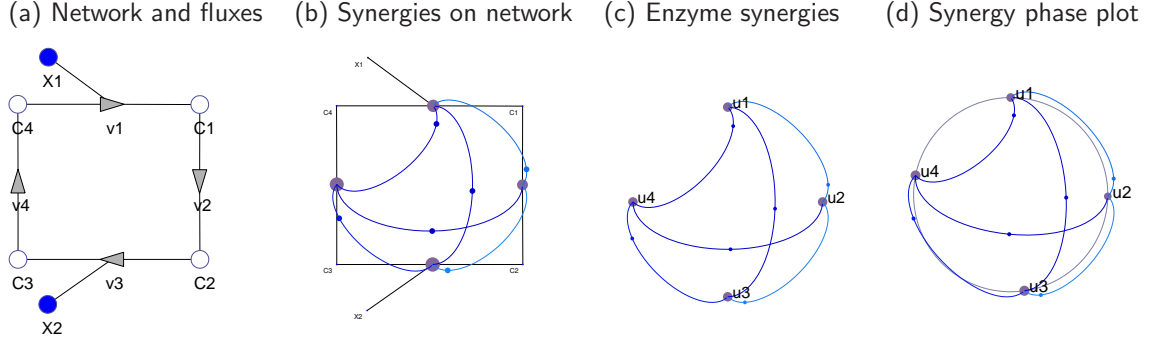 (a) Network and fluxes
(b) Synergies on network
(c) Enzyme synergies
(d) Synergy phase plot
X1
C4
v1
C1
v4
v2
C3
v3
C2
X2
X1
C4
C1
C3
C2
X2
u1
u4
u2
u3
u1
u4
u2
u3